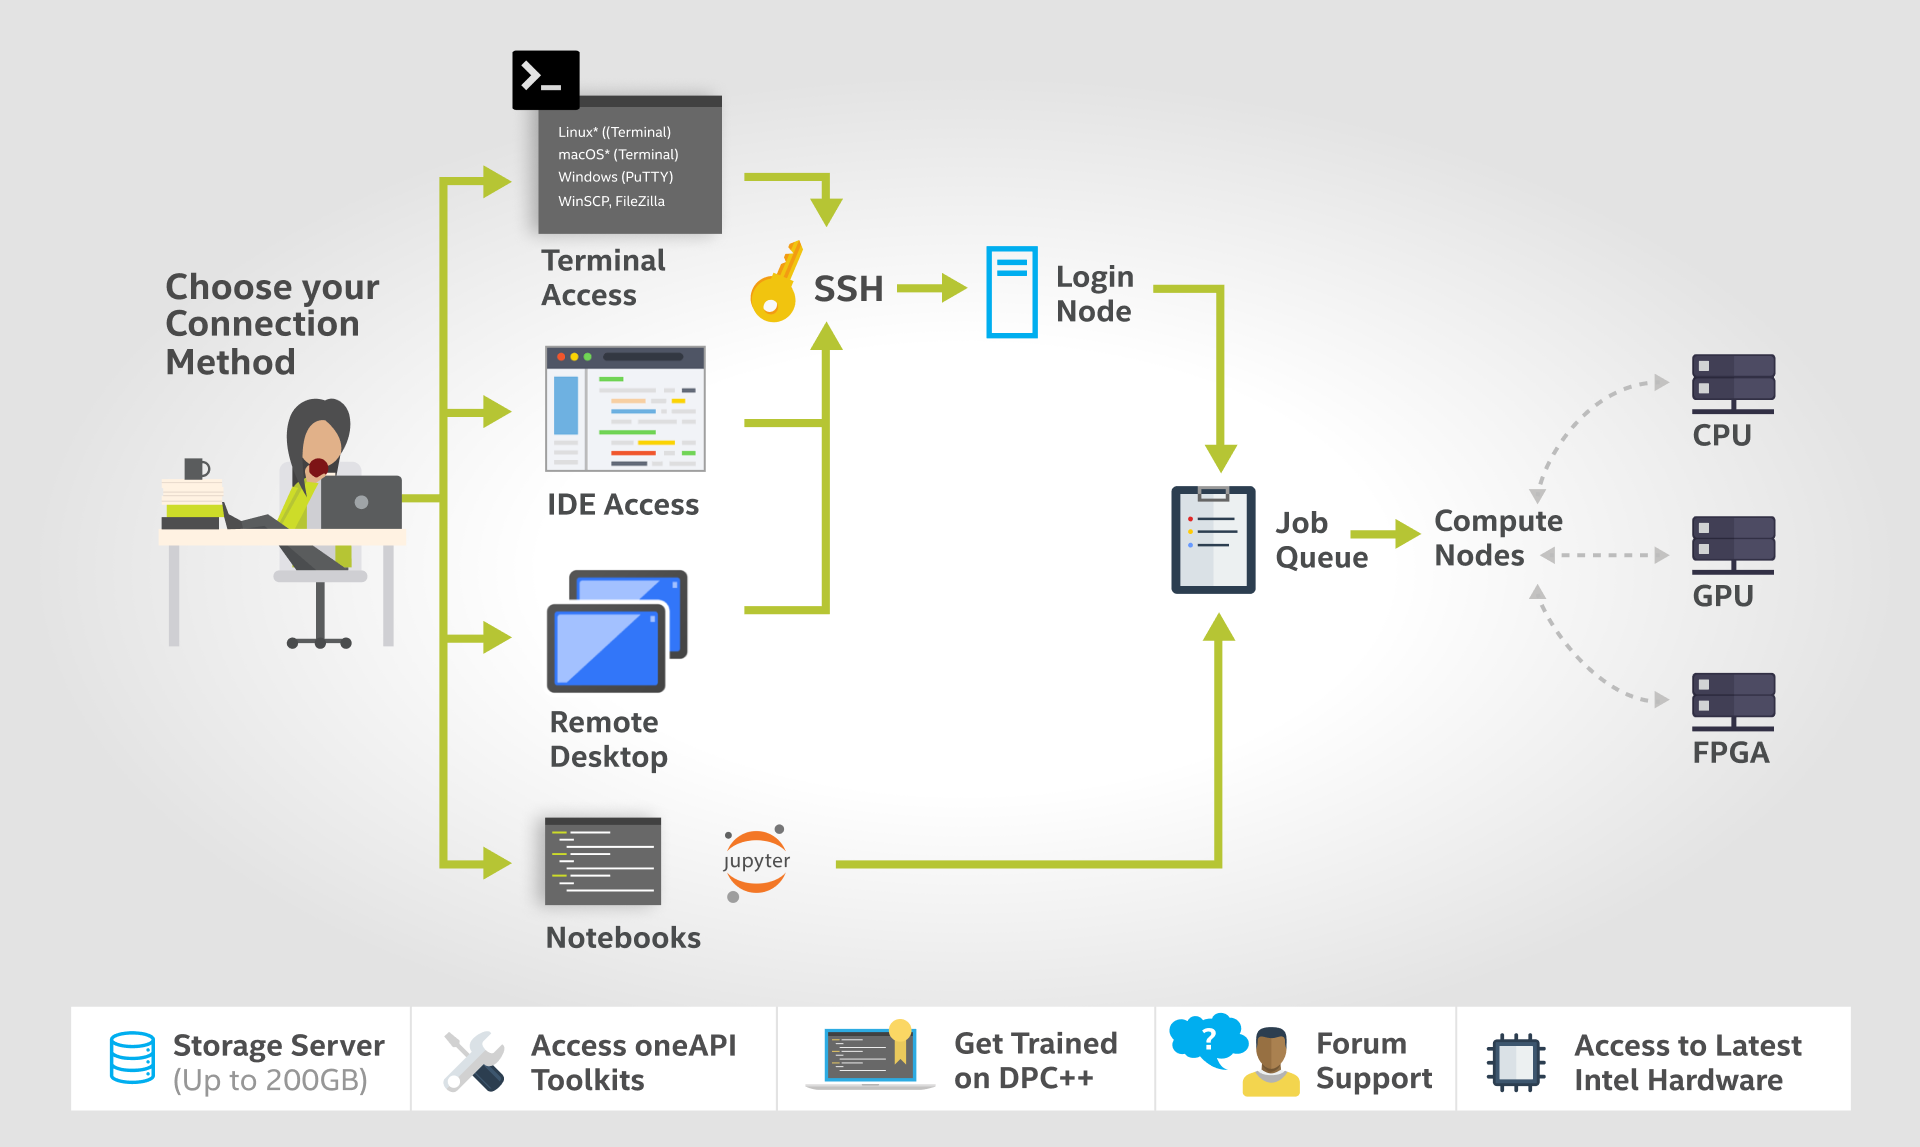 Choose your
Connection
Method
>_
Linux* ((Terminal)
macOS* (Terminal)
Windows (PuTTY)
WinSCP, FileZilla
Terminal
Access
IDE Access
Remote
Desktop
Notebooks
jupyter
SSH
Login
Node
Job
Queue
Compute
Nodes
CPU
GPU
FPGA
Storage Server
(Up to 200GB)
Access oneAPI
Toolkits
Get Trained
on DPC++
?
Forum
Support
Access to Latest
Intel Hardware